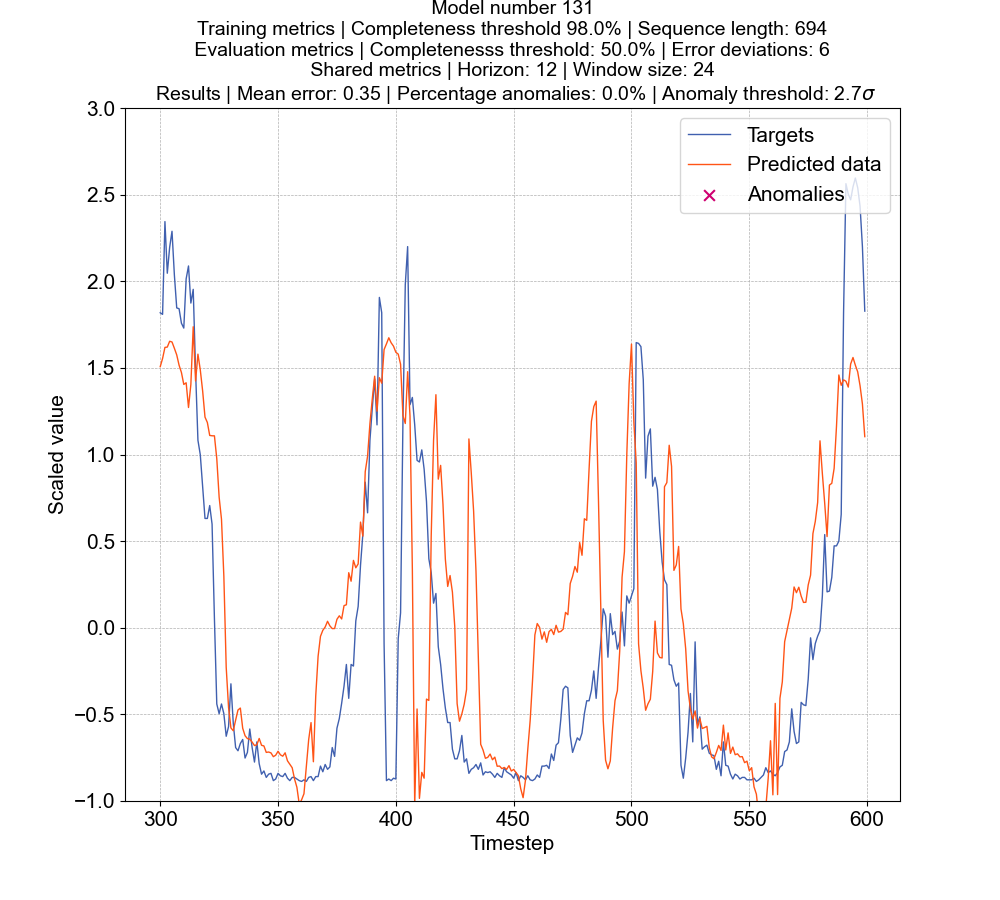 Model number 131
Training metrics | Completeness threshold 98.0% | Sequence length: 694
Evaluation metrics | Completenesss threshold: 50.0% | Error deviations: 6
Shared metrics | Horizon: 12 | Window size: 24
Results | Mean error: 0.35 | Percentage anomalies: 0.0% | Anomaly threshold: 2.7σ
Targets
Predicted data
Anomalies
Scaled value
3.0
2.5
2.0
1.5
1.0
0.5
0.0
−0.5
−1.0
300 350 400 450 500 550 600
Timestep